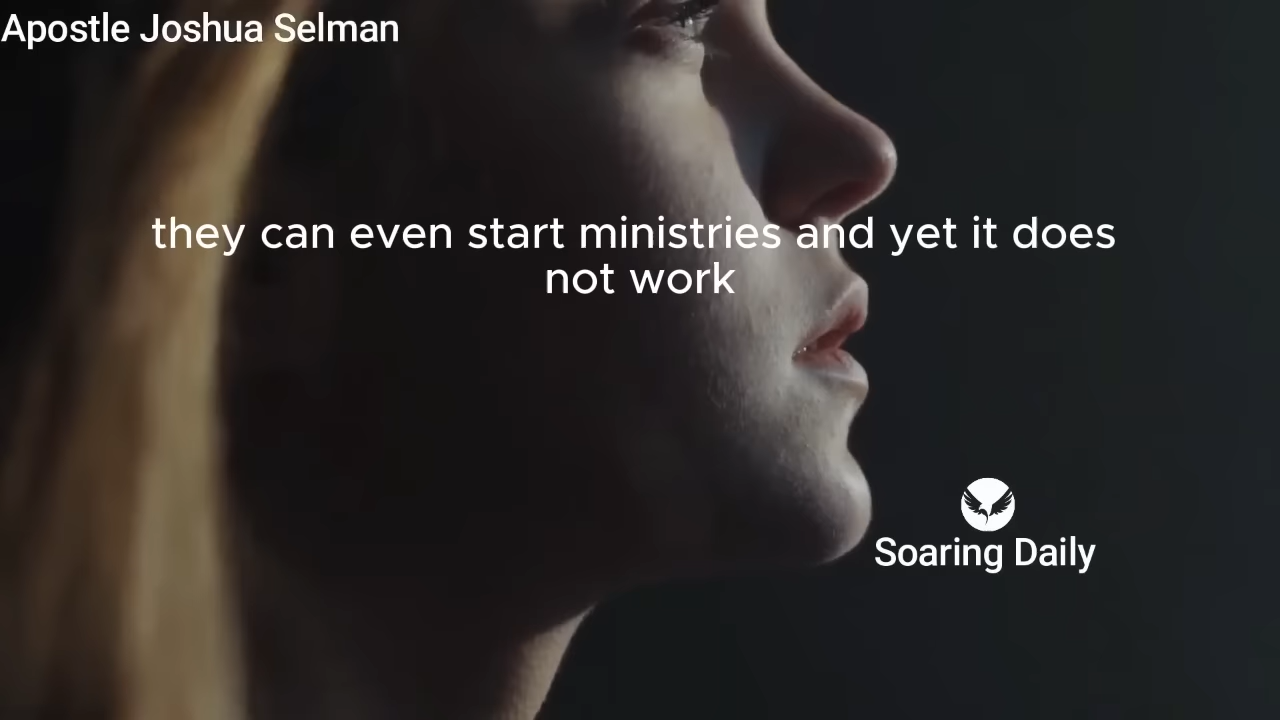 Apostle Joshua Selman
they can even start ministries and yet it does
not work
Soaring Daily